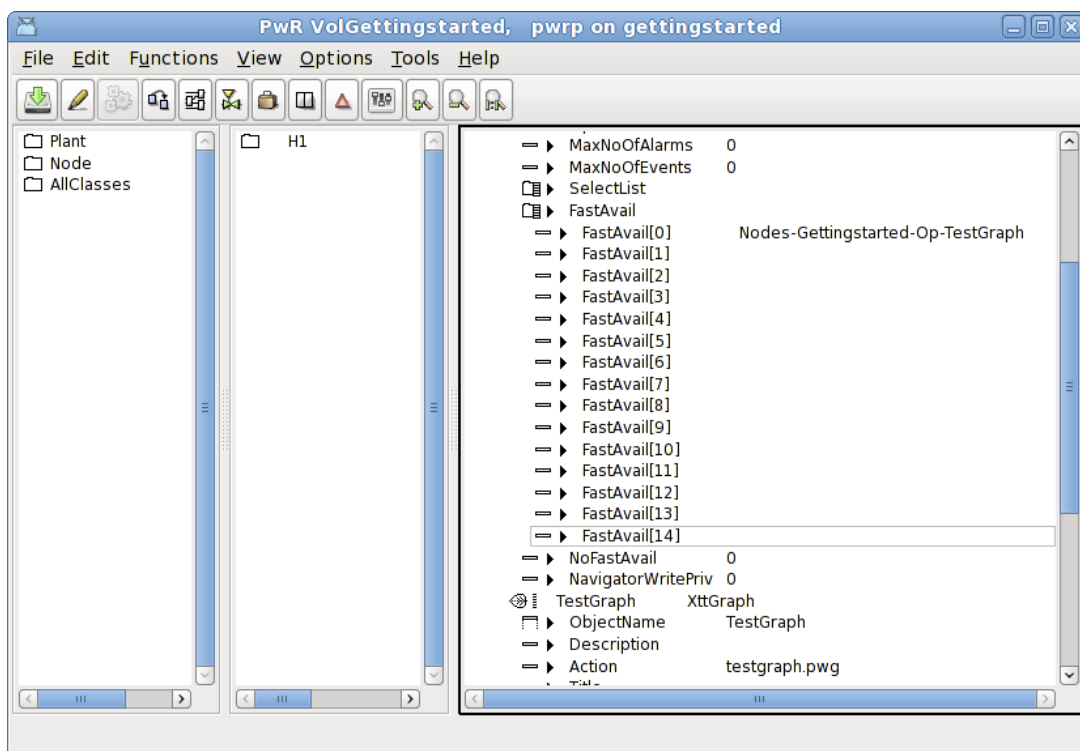 PwR VolGettingstarted, pwrp on gettingstarted
File Edit Functions View Options Tools Help
Plant
Node
AllClasses
H1
MaxNoOfAlarms 0
MaxNoOfEvents 0
SelectList
FastAvail
FastAvail[0] Nodes-Gettingstarted-Op-TestGraph
FastAvail[1]
FastAvail[2]
FastAvail[3]
FastAvail[4]
FastAvail[5]
FastAvail[6]
FastAvail[7]
FastAvail[8]
FastAvail[9]
FastAvail[10]
FastAvail[11]
FastAvail[12]
FastAvail[13]
FastAvail[14]
NoFastAvail 0
NavigatorWritePriv 0
TestGraph XttGraph
ObjectName TestGraph
Description
Action testgraph.pwg
Title